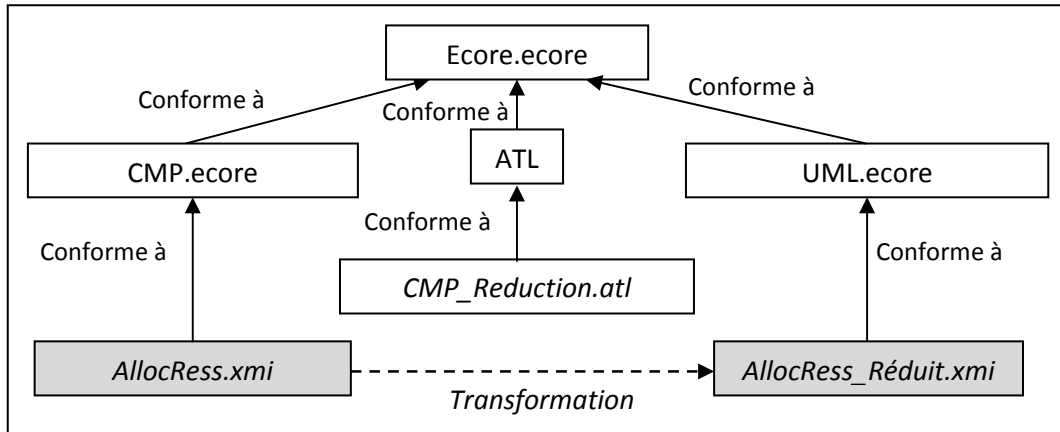 Ecore.ecore
Conforme à
Conforme à
Conforme à
CMP.ecore
ATL
UML.ecore
Conforme à
Conforme à
Conforme à
CMP_Reduction.atl
AllocRess.xmi
AllocRess_Réduit.xmi
Transformation